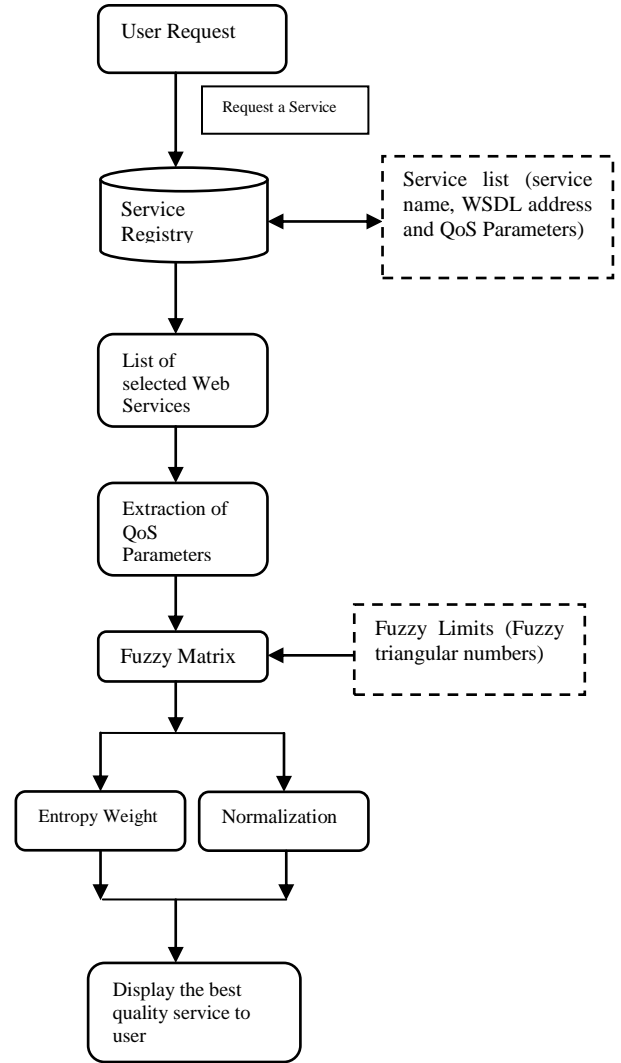 User Request
Request a Service
Service
Registry
Service list (service
name, WSDL address
and QoS Parameters)
List of
selected Web
Services
Extraction of
QoS
Parameters
Fuzzy Matrix
Fuzzy Limits (Fuzzy
triangular numbers)
Entropy Weight
Normalization
Display the best
quality service to
user